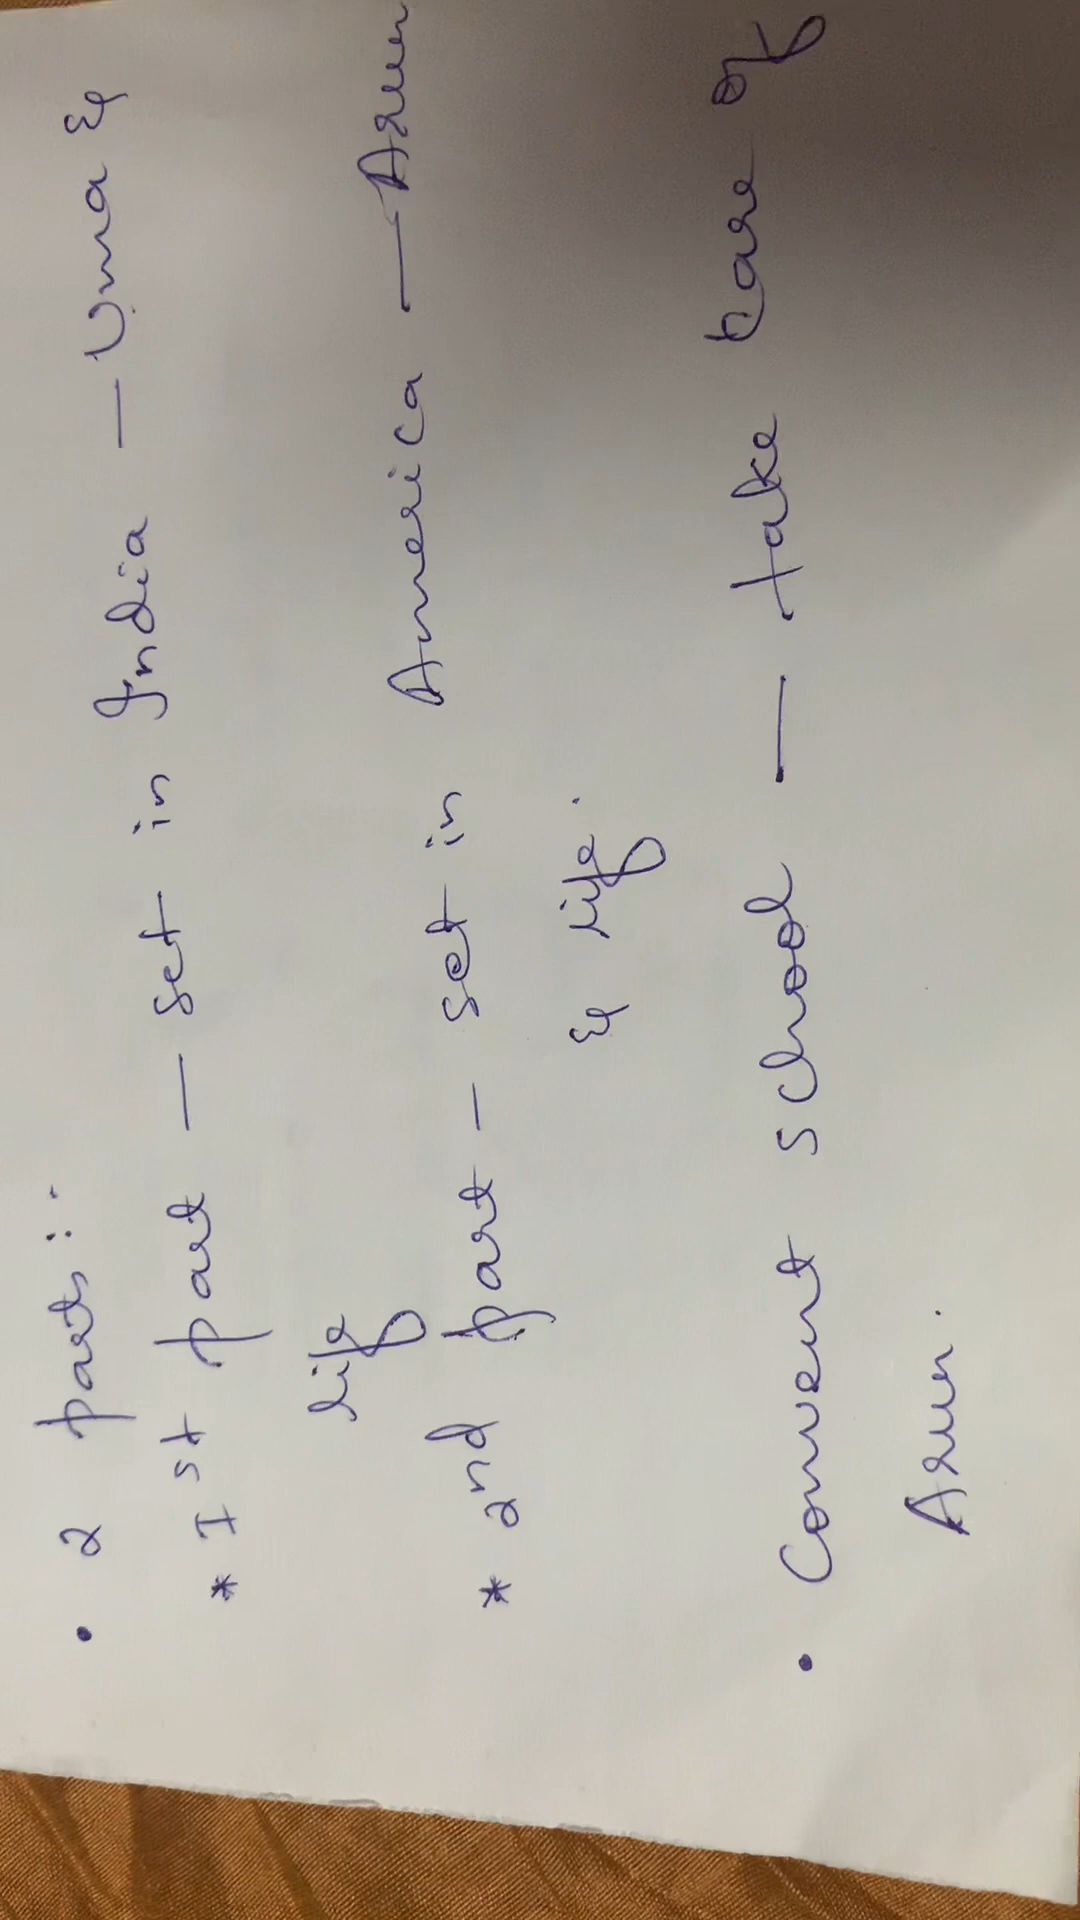 • 2 parts:-
* 1st part - set in India - Uma &
life
* 2nd part - set in America - Arun
& life.
• Convent school - take care of
Arun.